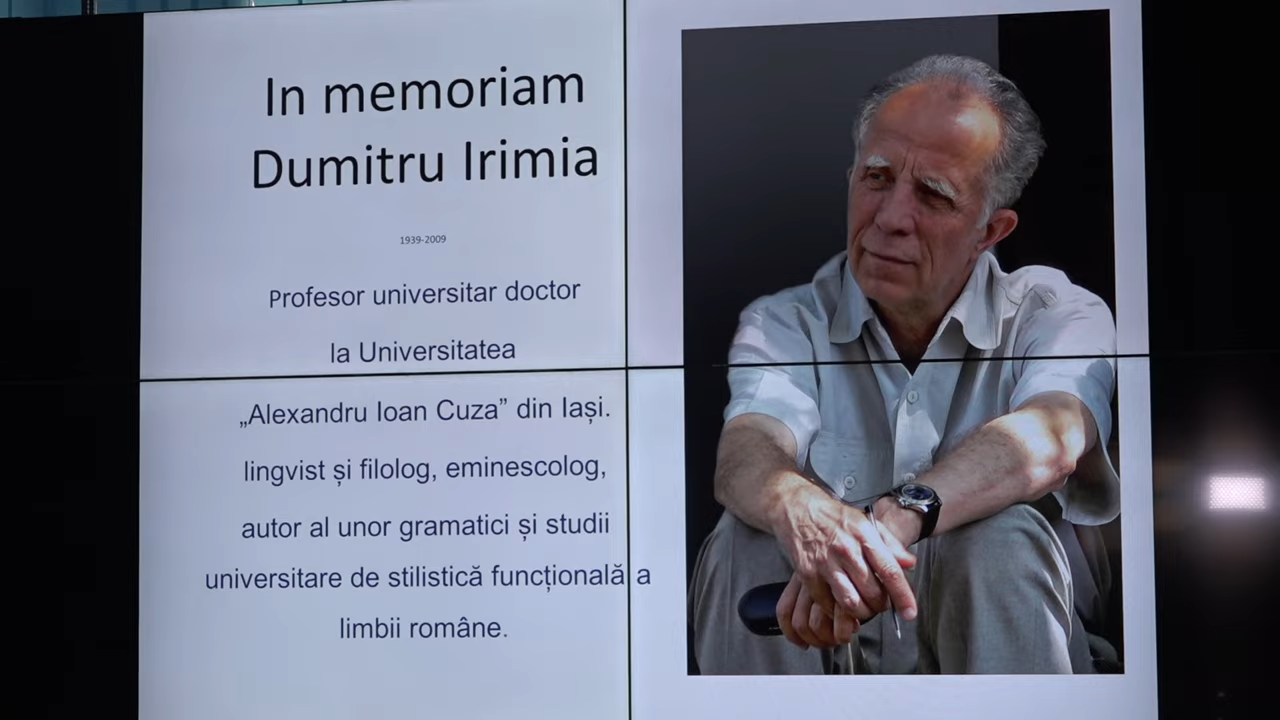 In memoriam
Dumitru Irimia
1939-2009
Profesor universitar doctor
la Universitatea
„Alexandru Ioan Cuza” din Iași.
lingvist și filolog, eminescolog,
autor al unor gramatici și studii
universitare de stilistică funcțională a
limbii române.